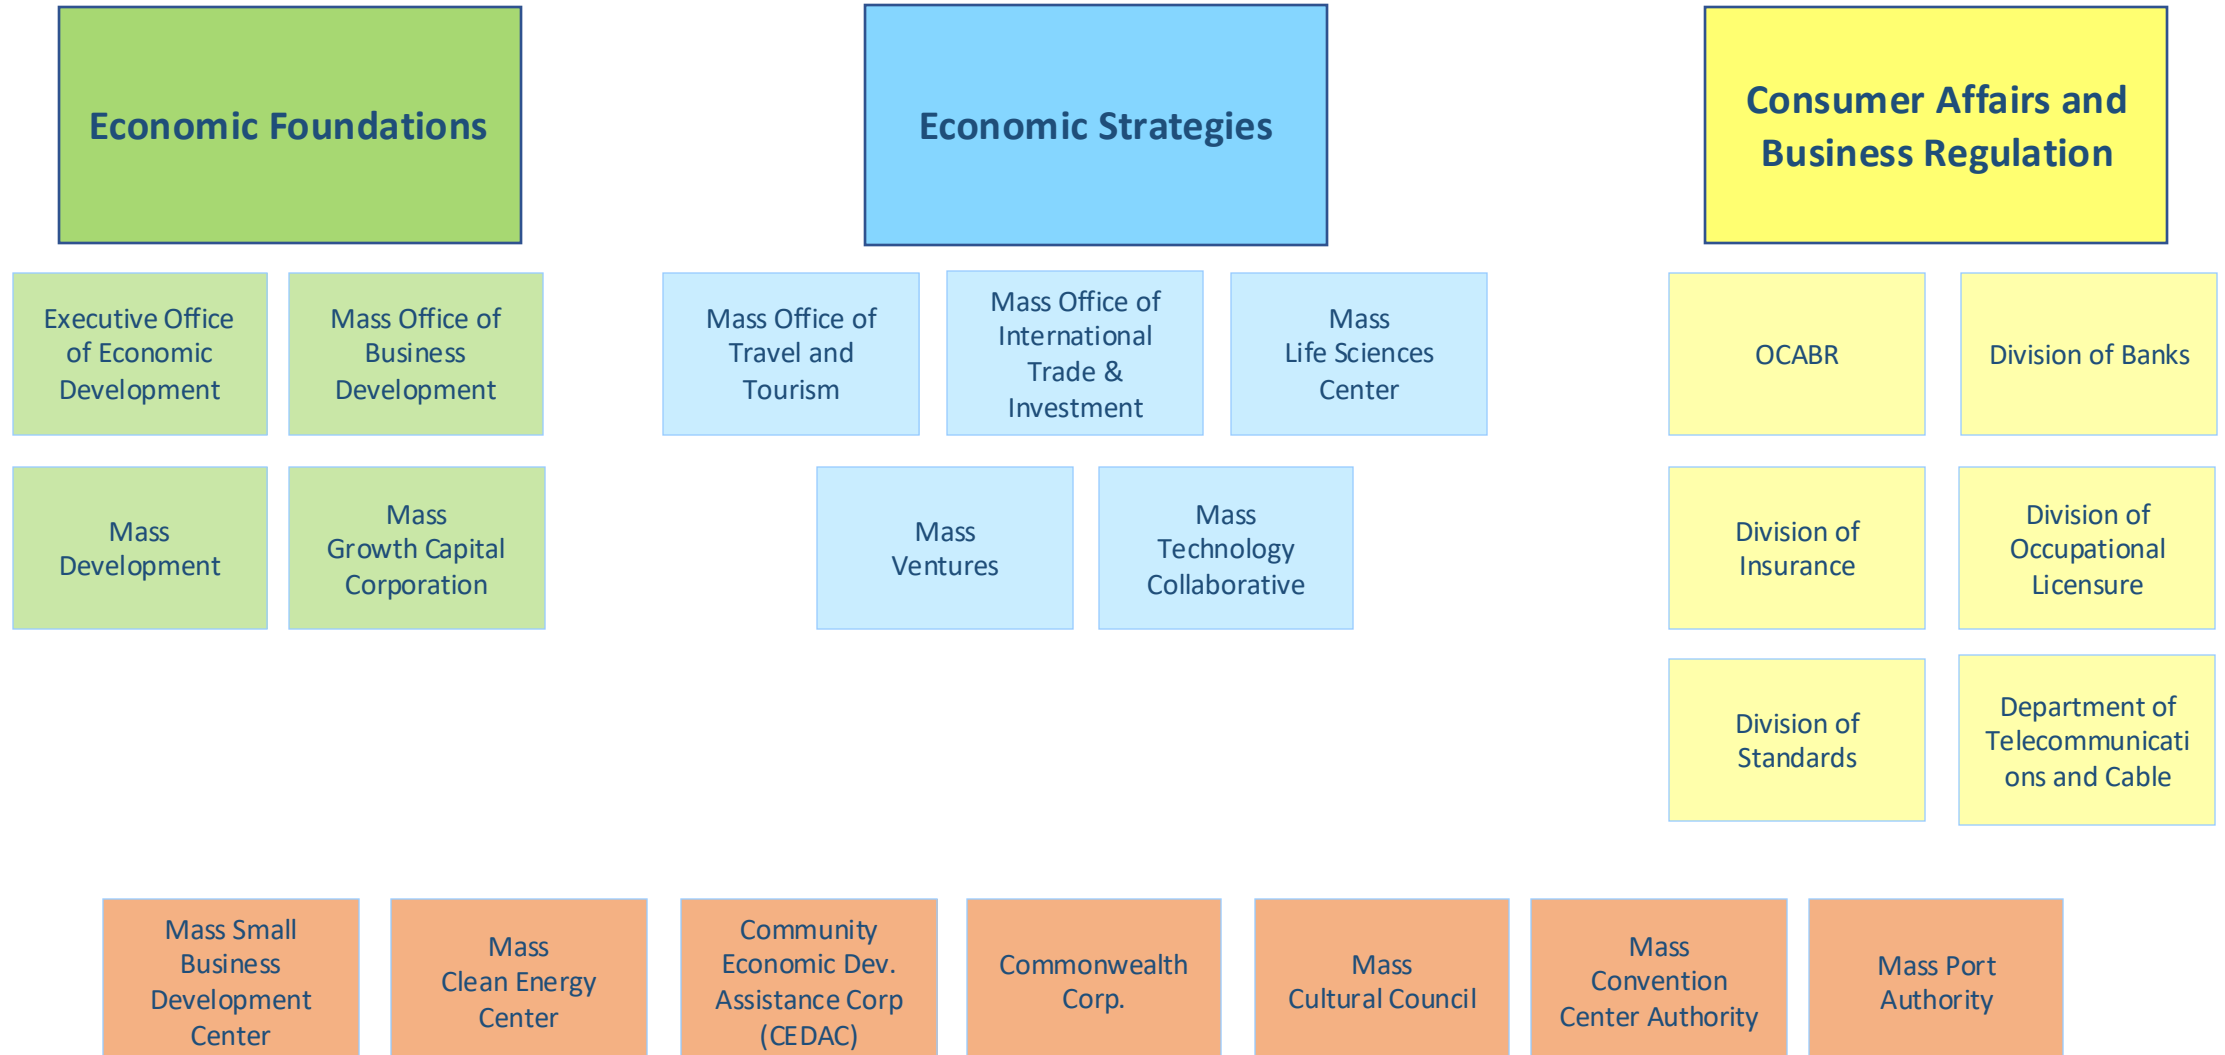 Economic Foundations
Economic Strategies
Consumer Affairs and
Business Regulation
Executive Office
of Economic
Development
Mass Office of
Business
Development
Mass Office of
Travel and
Tourism
Mass Office of
International
Trade &
Investment
Mass
Life Sciences
Center
OCABR
Division of Banks
Mass
Development
Mass
Growth Capital
Corporation
Mass
Ventures
Mass
Technology
Collaborative
Division of
Insurance
Division of
Occupational
Licensure
Division of
Standards
Department of
Telecommunicati
ons and Cable
Mass Small
Business
Development
Center
Mass
Clean Energy
Center
Community
Economic Dev.
Assistance Corp
(CEDAC)
Commonwealth
Corp.
Mass
Cultural Council
Mass
Convention
Center Authority
Mass Port
Authority